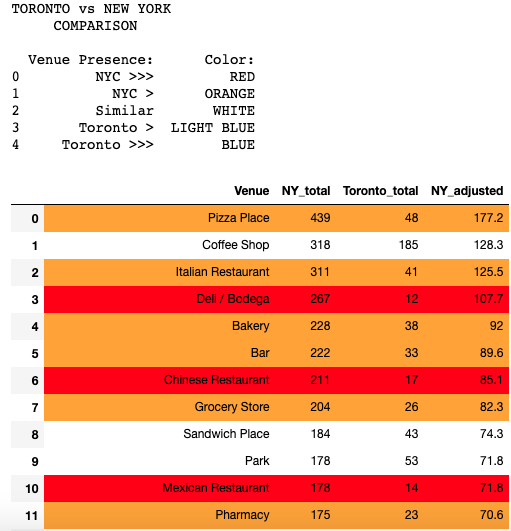 TORONTO vs NEW YORK
COMPARISON
Venue Presence: Color:
0 NYC >>> RED
1 NYC > ORANGE
2 Similar WHITE
3 Toronto > LIGHT BLUE
4 Toronto >>> BLUE
Venue NY_total Toronto_total NY_adjusted
0 Pizza Place 439 48 177.2
1 Coffee Shop 318 185 128.3
2 Italian Restaurant 311 41 125.5
3 Deli / Bodega 267 12 107.7
4 Bakery 228 38 92
5 Bar 222 33 89.6
6 Chinese Restaurant 211 17 85.1
7 Grocery Store 204 26 82.3
8 Sandwich Place 184 43 74.3
9 Park 178 53 71.8
10 Mexican Restaurant 178 14 71.8
11 Pharmacy 175 23 70.6